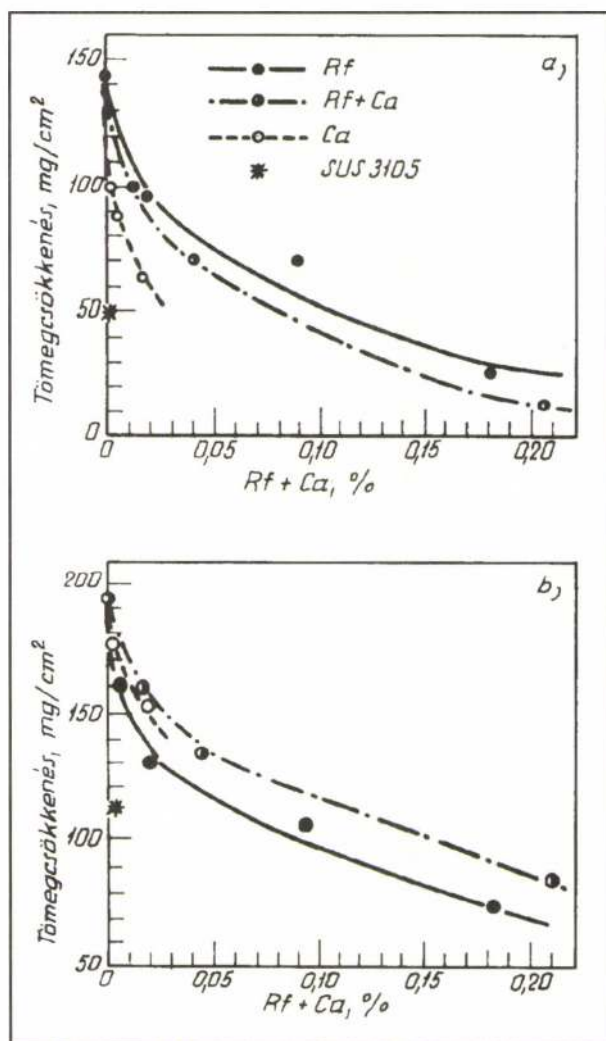 a)
Tömegcsökkenés, mg/cm²
150
100
50
0
Rf
Rf+Ca
Ca
SUS 310S
0 0,05 0,10 0,15 0,20
Rf + Ca, %
b)
Tömegcsökkenés, mg/cm²
200
150
100
50
0 0,05 0,10 0,15 0,20
Rf + Ca, %